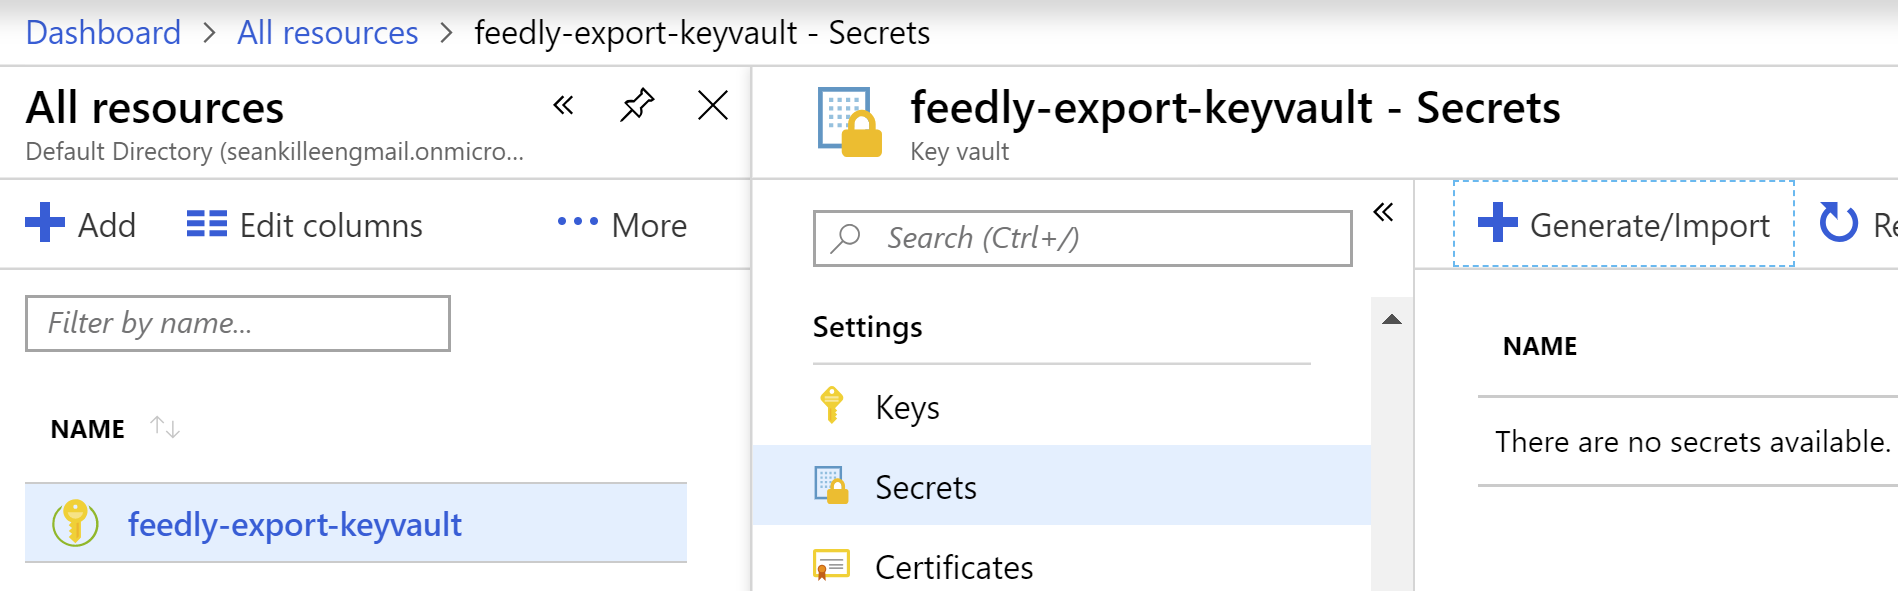 Dashboard > All resources > feedly-export-keyvault - Secrets
All resources
Default Directory (seankilleengmail.onmicro...
Add
Edit columns
More
Filter by name...
NAME
feedly-export-keyvault
feedly-export-keyvault - Secrets
Key vault
Search (Ctrl+/)
Settings
Keys
Secrets
Certificates
Generate/Import
NAME
There are no secrets available.